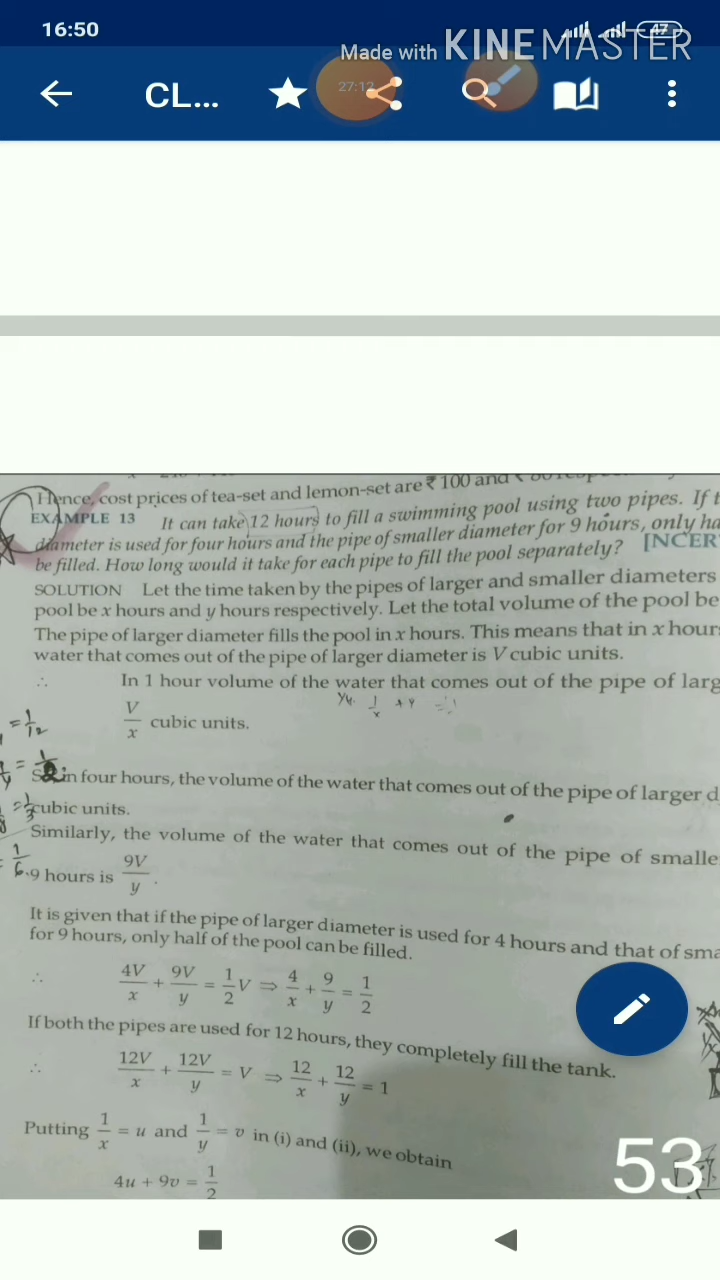 16:50
47
Made with KINEMASTER
CL...
27:12
Hence, cost prices of tea-set and lemon-set are ₹ 100 and
EXAMPLE 13 It can take 12 hours to fill a swimming pool using two pipes. If t
diameter is used for four hours and the pipe of smaller diameter for 9 hours, only ha
be filled. How long would it take for each pipe to fill the pool separately? [NCER
SOLUTION Let the time taken by the pipes of larger and smaller diameters
pool be x hours and y hours respectively. Let the total volume of the pool be
The pipe of larger diameter fills the pool in x hours. This means that in x hour
water that comes out of the pipe of larger diameter is V cubic units.
∴ In 1 hour volume of the water that comes out of the pipe of larg
V/x cubic units.
= 1/12
in four hours, the volume of the water that comes out of the pipe of larger d
= 1/3
cubic units.
Similarly, the volume of the water that comes out of the pipe of smalle
= 1/6
9 hours is 9V/y.
It is given that if the pipe of larger diameter is used for 4 hours and that of sma
for 9 hours, only half of the pool can be filled.
∴ 4V/x + 9V/y = 1/2 V ⇒ 4/x + 9/y = 1/2
If both the pipes are used for 12 hours, they completely fill the tank.
∴ 12V/x + 12V/y = V ⇒ 12/x + 12/y = 1
Putting 1/x = u and 1/y = v in (i) and (ii), we obtain
4u + 9v = 1/2
53